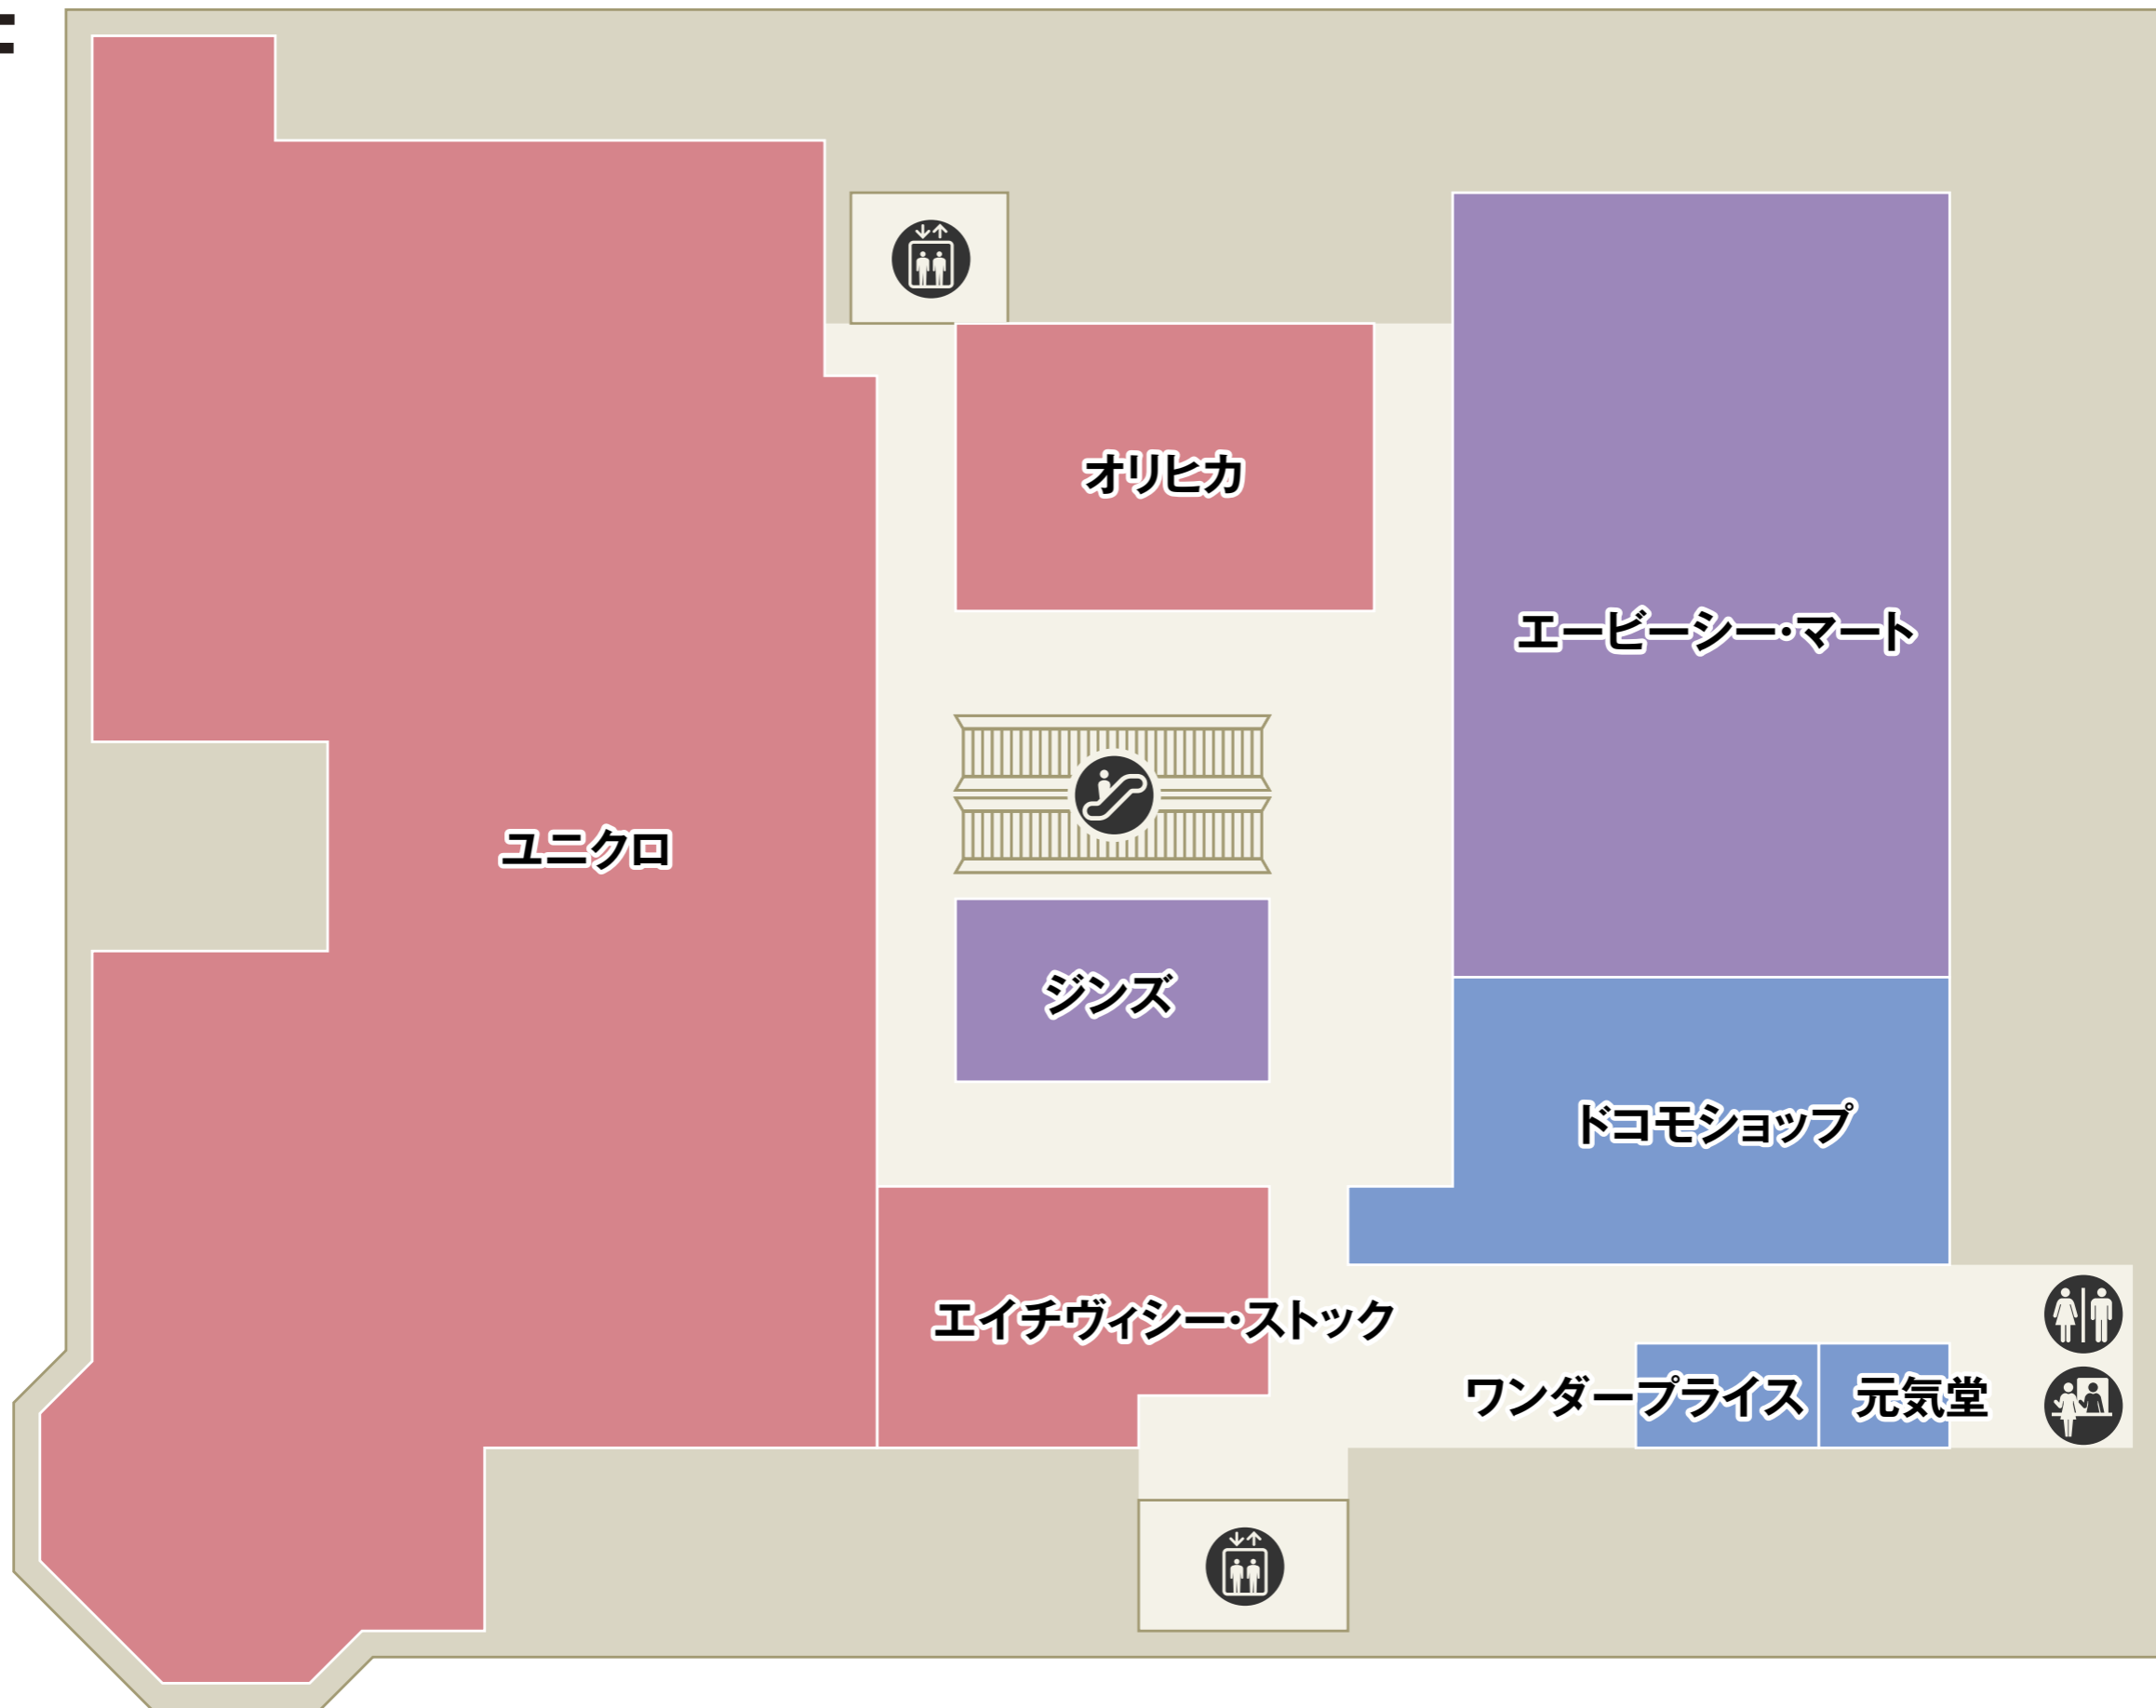 オリヒカ
エービーシー・マート
ユニクロ
ジンズ
ドコモショップ
エイチヴィシー・ストック
ワンダープライス
元気堂